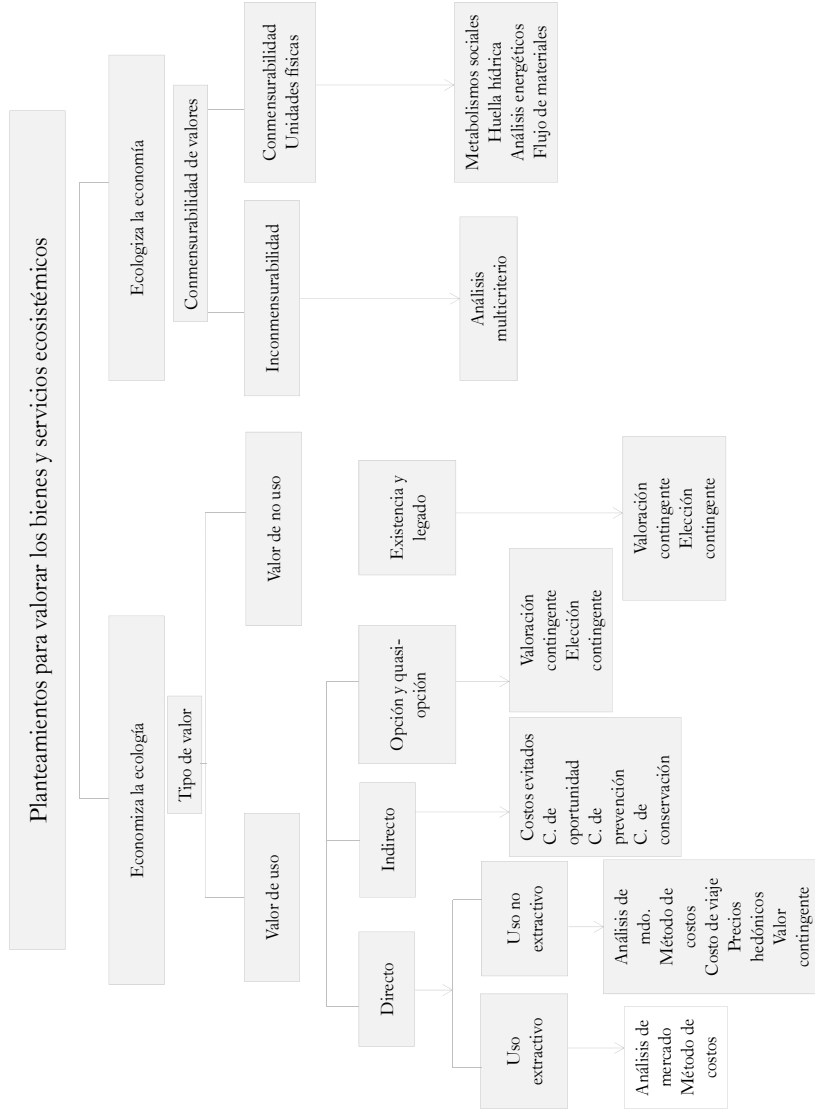 Planteamientos para valorar los bienes y servicios ecosistémicos
Economiza la ecología
Ecologiza la economía
Tipo de valor
Conmensurabilidad de valores
Valor de uso
Valor de no uso
Inconmensurabilidad
Conmensurabilidad
Unidades físicas
Directo
Indirecto
Opción y quasi-
opción
Existencia y
legado
Análisis
multicriterio
Metabolismos sociales
Huella hídrica
Análisis energéticos
Flujo de materiales
Uso
extractivo
Uso no
extractivo
Costos evitados
C. de
oportunidad
C. de
prevención
C. de
conservación
Valoración
contingente
Elección
contingente
Valoración
contingente
Elección
contingente
Análisis de
mercado
Método de
costos
Análisis de
mdo.
Método de
costos
Costo de viaje
Precios
hedónicos
Valor
contingente